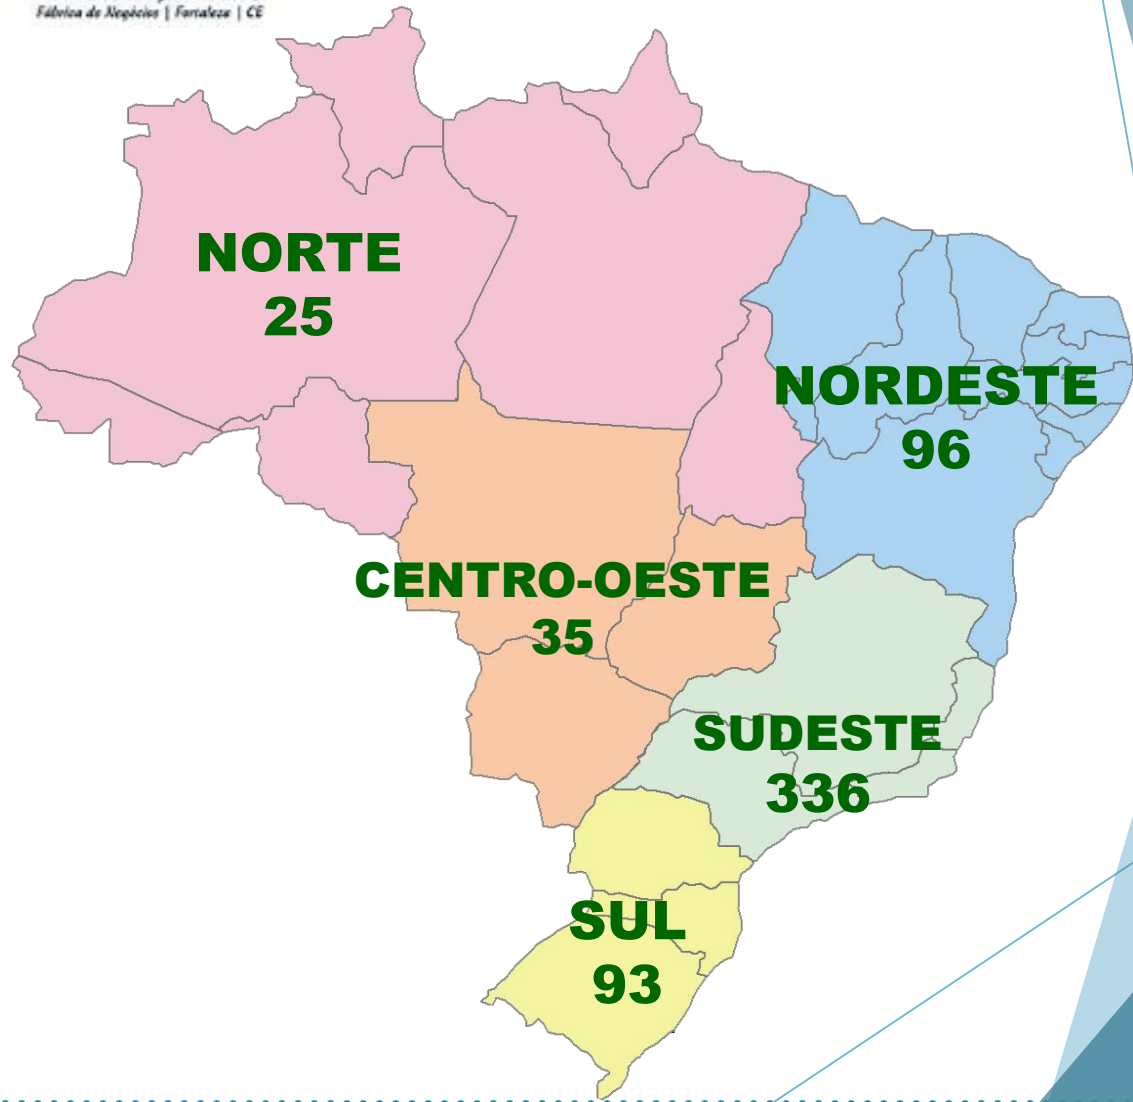 Fábrica de Negócios | Fortaleza | CE
NORTE
25
NORDESTE
96
CENTRO-OESTE
35
SUDESTE
336
SUL
93